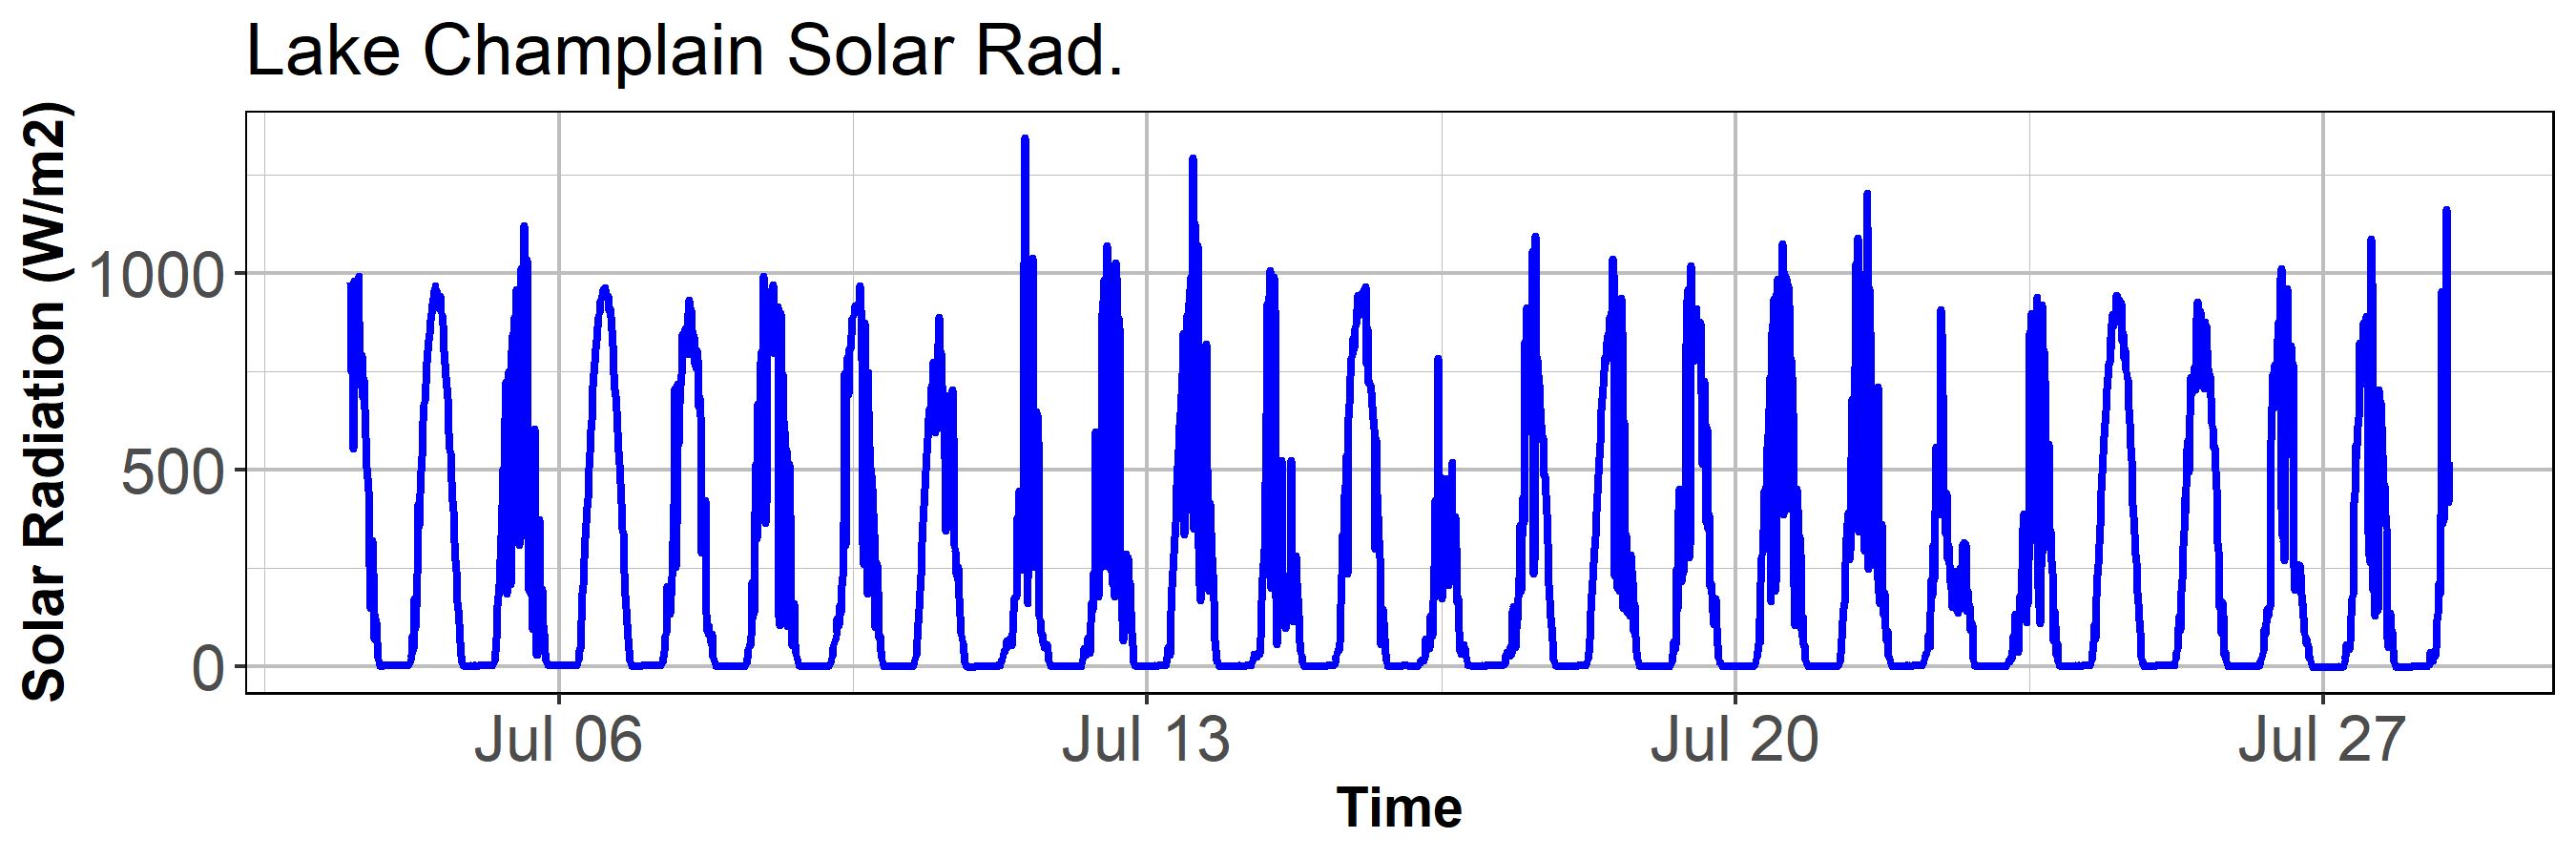 Lake Champlain Solar Rad.
Solar Radiation (W/m2)
1000
500
0
Jul 06 Jul 13 Jul 20 Jul 27
Time